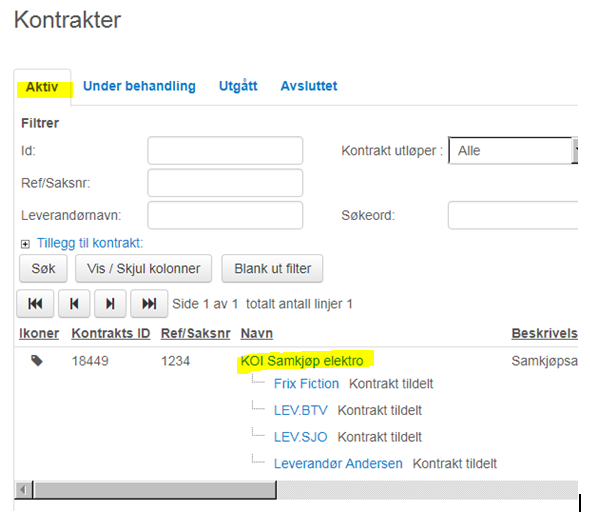 Kontrakter
Aktiv Under behandling Utgått Avsluttet
Filtrer
Id: Kontrakt utløper : Alle
Ref/Saksnr:
Leverandørnavn: Søkeord:
Tillegg til kontrakt:
Søk Vis / Skjul kolonner Blank ut filter
Side 1 av 1 totalt antall linjer 1
Ikoner Kontrakts ID Ref/Saksnr Navn Beskrivels
18449 1234 KOI Samkjøp elektro Samkjøpsa
Frix Fiction Kontrakt tildelt
LEV.BTV Kontrakt tildelt
LEV.SJO Kontrakt tildelt
Leverandør Andersen Kontrakt tildelt